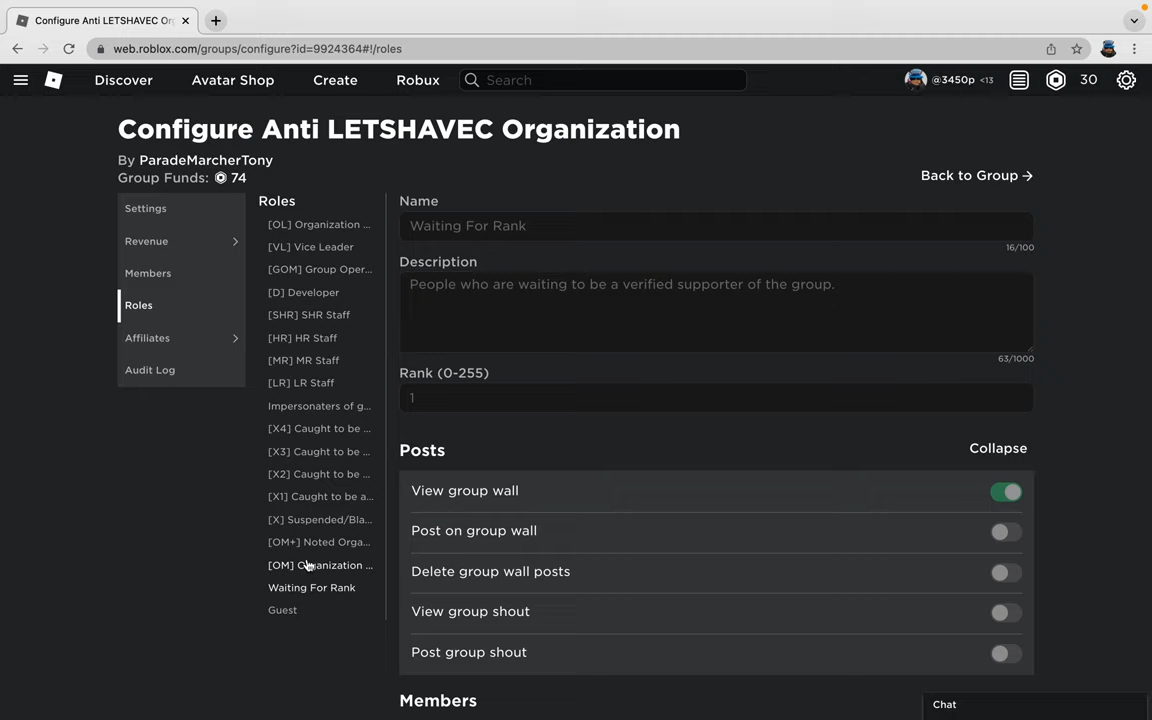 Configure Anti LETSHAVEC Or
web.roblox.com/groups/configure?id=9924364#!/roles
Discover
Avatar Shop
Create
Robux
Search
@3450p <13
30
Configure Anti LETSHAVEC Organization
By ParadeMarcherTony
Group Funds: 74
Back to Group →
Settings
Revenue
Members
Roles
Affiliates
Audit Log
Roles
[OL] Organization ...
[VL] Vice Leader
[GOM] Group Oper...
[D] Developer
[SHR] SHR Staff
[HR] HR Staff
[MR] MR Staff
[LR] LR Staff
Impersonaters of g...
[X4] Caught to be ...
[X3] Caught to be ...
[X2] Caught to be ...
[X1] Caught to be a...
[X] Suspended/Bla...
[OM+] Noted Orga...
[OM] Organization ...
Waiting For Rank
Guest
Name
Waiting For Rank
16/100
Description
People who are waiting to be a verified supporter of the group.
63/1000
Rank (0-255)
1
Posts
Collapse
View group wall
Post on group wall
Delete group wall posts
View group shout
Post group shout
Members
Chat